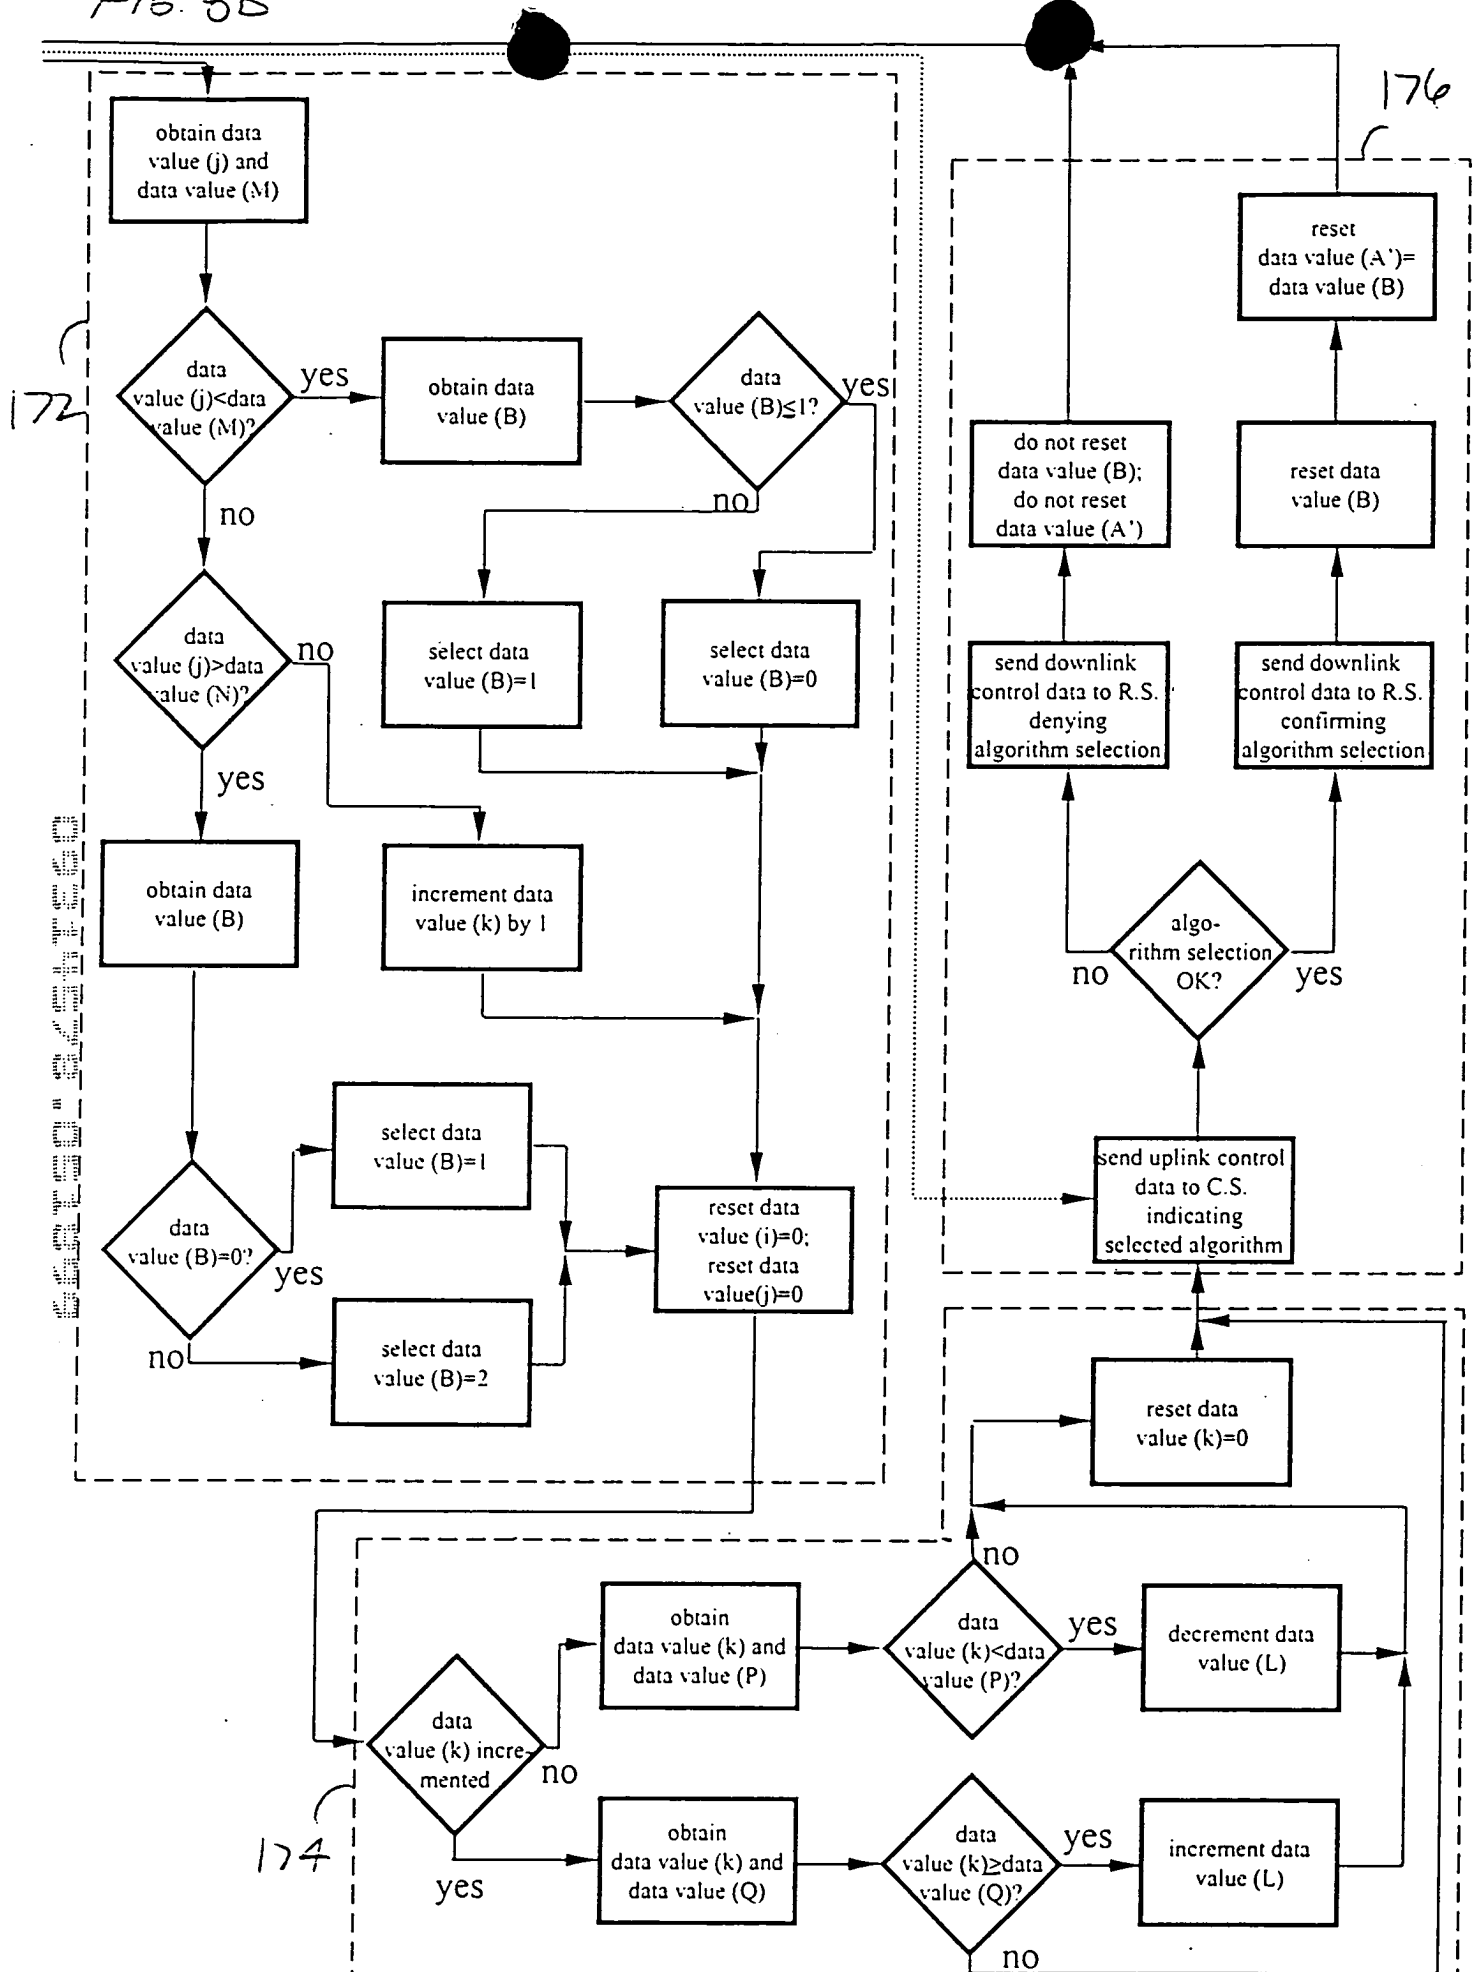 FIG. 5B
176
obtain data
value (j) and
data value (M)
reset
data value (A')=
data value (B)
172
data
value (j)<data
value (M)?
yes
obtain data
value (B)
data
value (B)≤1?
yes
no
no
do not reset
data value (B);
do not reset
data value (A')
reset data
value (B)
data
value (j)>data
value (N)?
no
yes
select data
value (B)=1
select data
value (B)=0
send downlink
control data to R.S.
denying
algorithm selection
send downlink
control data to R.S.
confirming
algorithm selection
obtain data
value (B)
increment data
value (k) by 1
algo-
rithm selection
OK?
no
yes
select data
value (B)=1
data
value (B)=0?
yes
no
select data
value (B)=2
reset data
value (i)=0;
reset data
value(j)=0
send uplink control
data to C.S.
indicating
selected algorithm
reset data
value (k)=0
no
obtain
data value (k) and
data value (P)
data
value (k)<data
value (P)?
yes
decrement data
value (L)
data
value (k) incre-
mented
no
yes
174
obtain
data value (k) and
data value (Q)
data
value (k)≥data
value (Q)?
yes
increment data
value (L)
no